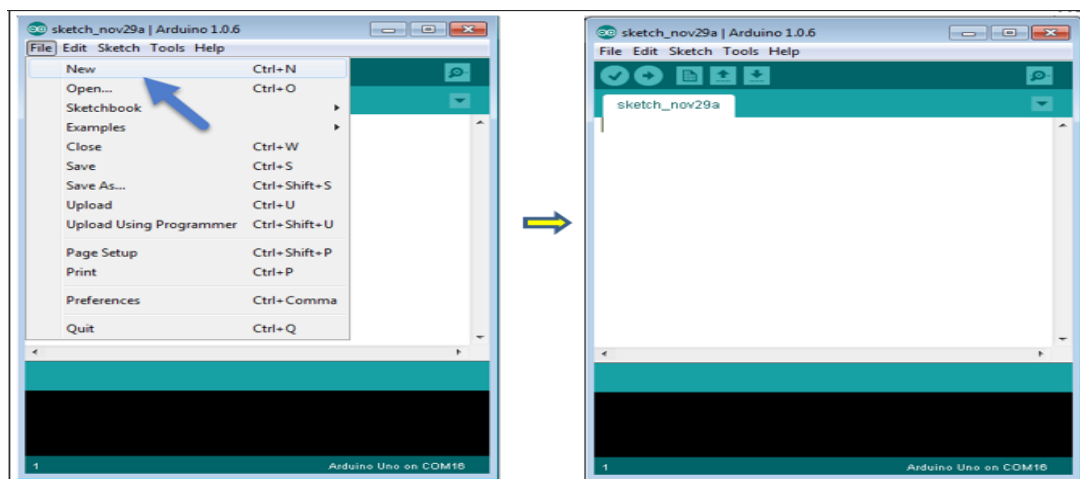 sketch_nov29a | Arduino 1.0.6
File Edit Sketch Tools Help
New Ctrl+N
Open... Ctrl+O
Sketchbook
Examples
Close Ctrl+W
Save Ctrl+S
Save As... Ctrl+Shift+S
Upload Ctrl+U
Upload Using Programmer Ctrl+Shift+U
Page Setup Ctrl+Shift+P
Print Ctrl+P
Preferences Ctrl+Comma
Quit Ctrl+Q
1 Arduino Uno on COM16
sketch_nov29a | Arduino 1.0.6
File Edit Sketch Tools Help
sketch_nov29a
1 Arduino Uno on COM16